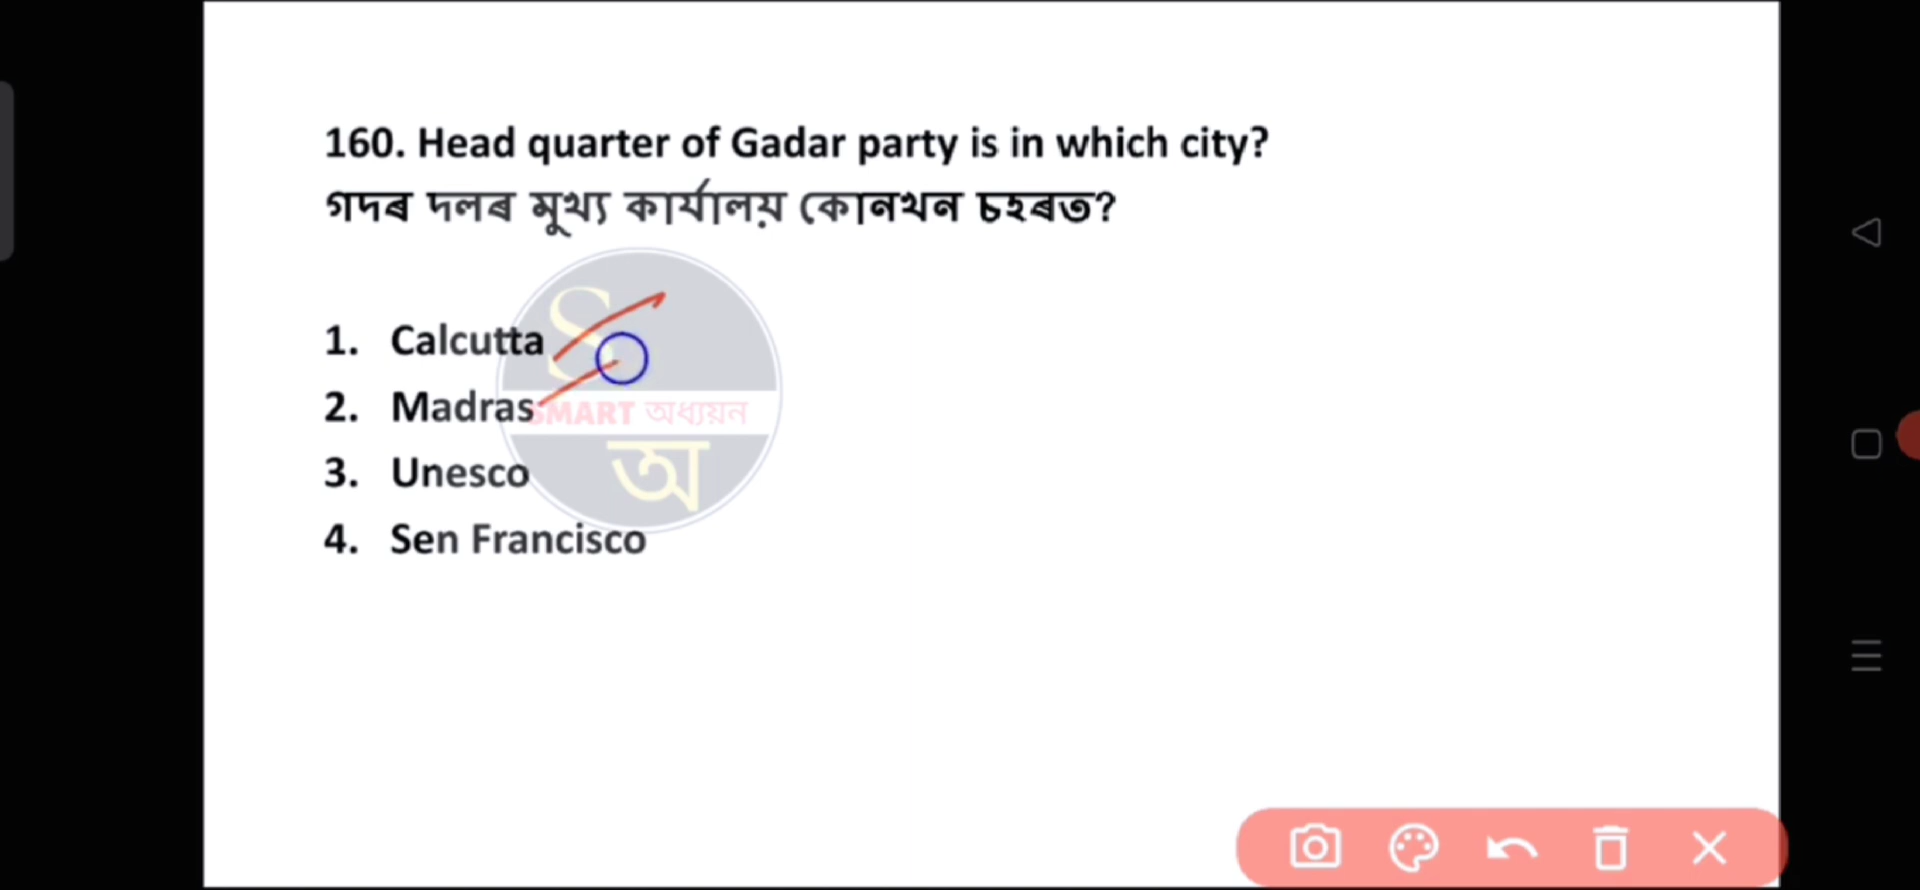 160. Head quarter of Gadar party is in which city?
গদৰ দলৰ মুখ্য কাৰ্যালয় কোনখন চহৰত?
1. Calcutta
2. Madras
3. Unesco
4. Sen Francisco
S
SMART অধ্যয়ন
অ